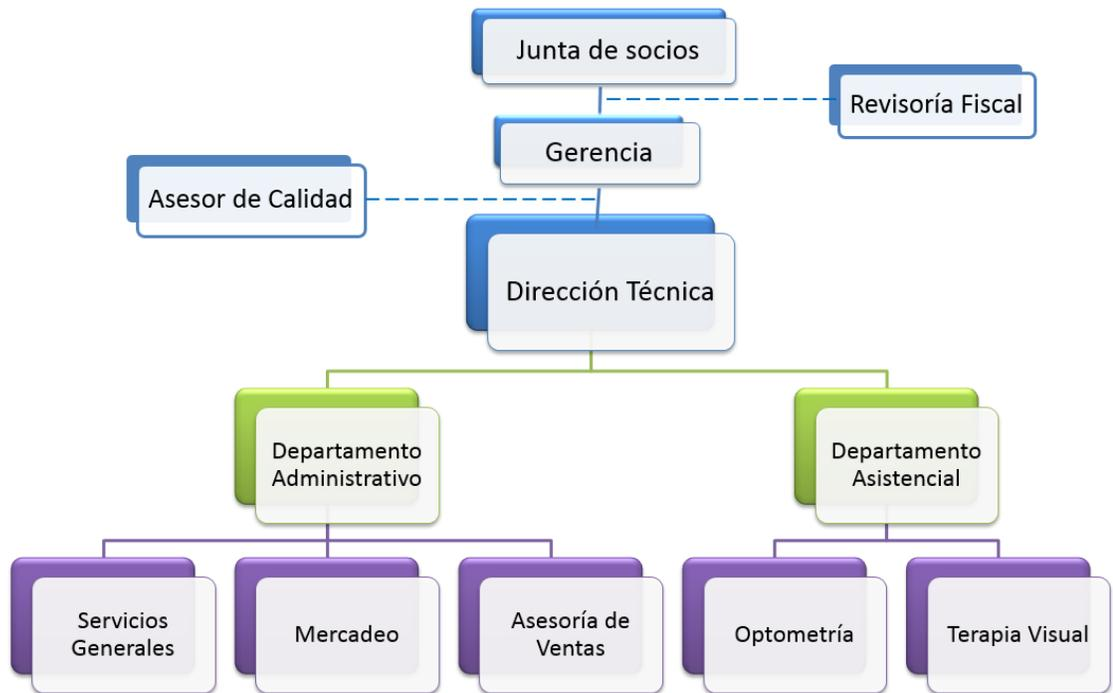 Junta de socios
Revisoría Fiscal
Gerencia
Asesor de Calidad
Dirección Técnica
Departamento
Administrativo
Departamento
Asistencial
Servicios
Generales
Mercadeo
Asesoría de
Ventas
Optometría
Terapia Visual